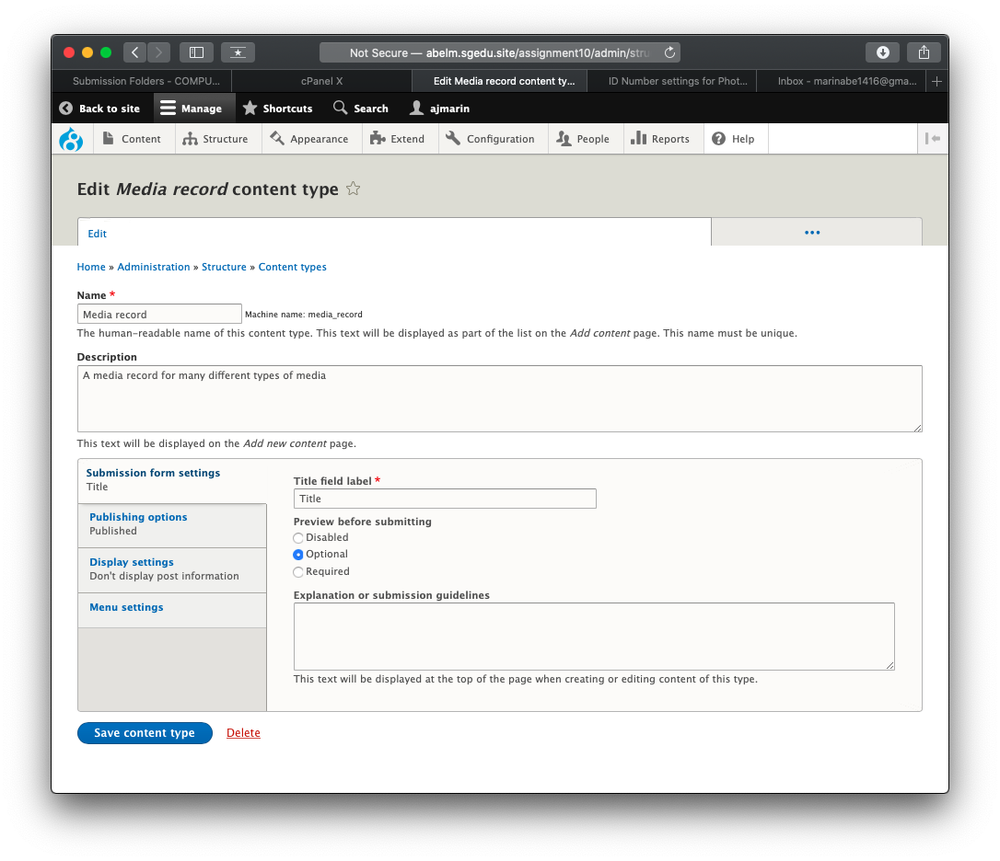 Not Secure — abelm.sgedu.site/assignment10/admin/stru
Submission Folders - COMPU...
cPanel X
Edit Media record content ty...
ID Number settings for Phot...
Inbox - marinabe1416@gma...
Back to site
Manage
Shortcuts
Search
ajmarin
Content
Structure
Appearance
Extend
Configuration
People
Reports
Help
Edit Media record content type
Edit
Home » Administration » Structure » Content types
Name *
Media record
Machine name: media_record
The human-readable name of this content type. This text will be displayed as part of the list on the Add content page. This name must be unique.
Description
A media record for many different types of media
This text will be displayed on the Add new content page.
Submission form settings
Title
Publishing options
Published
Display settings
Don't display post information
Menu settings
Title field label *
Title
Preview before submitting
Disabled
Optional
Required
Explanation or submission guidelines
This text will be displayed at the top of the page when creating or editing content of this type.
Save content type
Delete